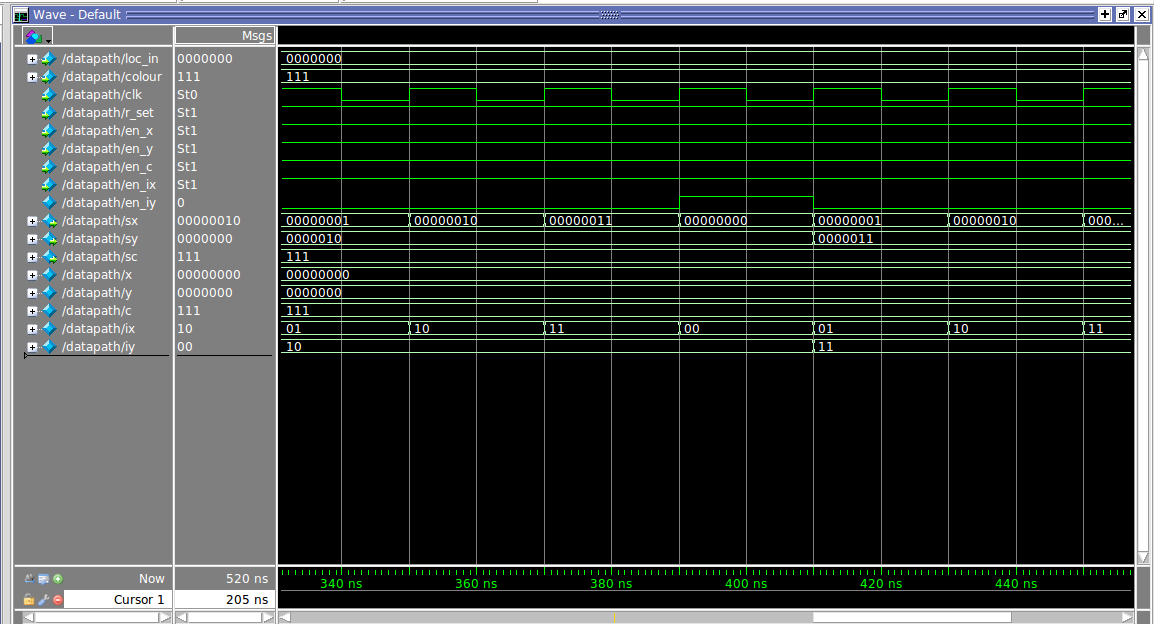 Wave - Default
Msgs
/datapath/loc_in 0000000 0000000
/datapath/colour 111 111
/datapath/clk St0
/datapath/r_set St1
/datapath/en_x St1
/datapath/en_y St1
/datapath/en_c St1
/datapath/en_ix St1
/datapath/en_iy 0
/datapath/sx 00000010 00000001 00000010 00000011 00000000 00000001 00000010 000...
/datapath/sy 0000000 0000010 0000011
/datapath/sc 111 111
/datapath/x 00000000 00000000
/datapath/y 0000000 0000000
/datapath/c 111 111
/datapath/ix 10 01 10 11 00 01 10 11
/datapath/iy 00 10 11
Now 520 ns 340 ns 360 ns 380 ns 400 ns 420 ns 440 ns
Cursor 1 205 ns